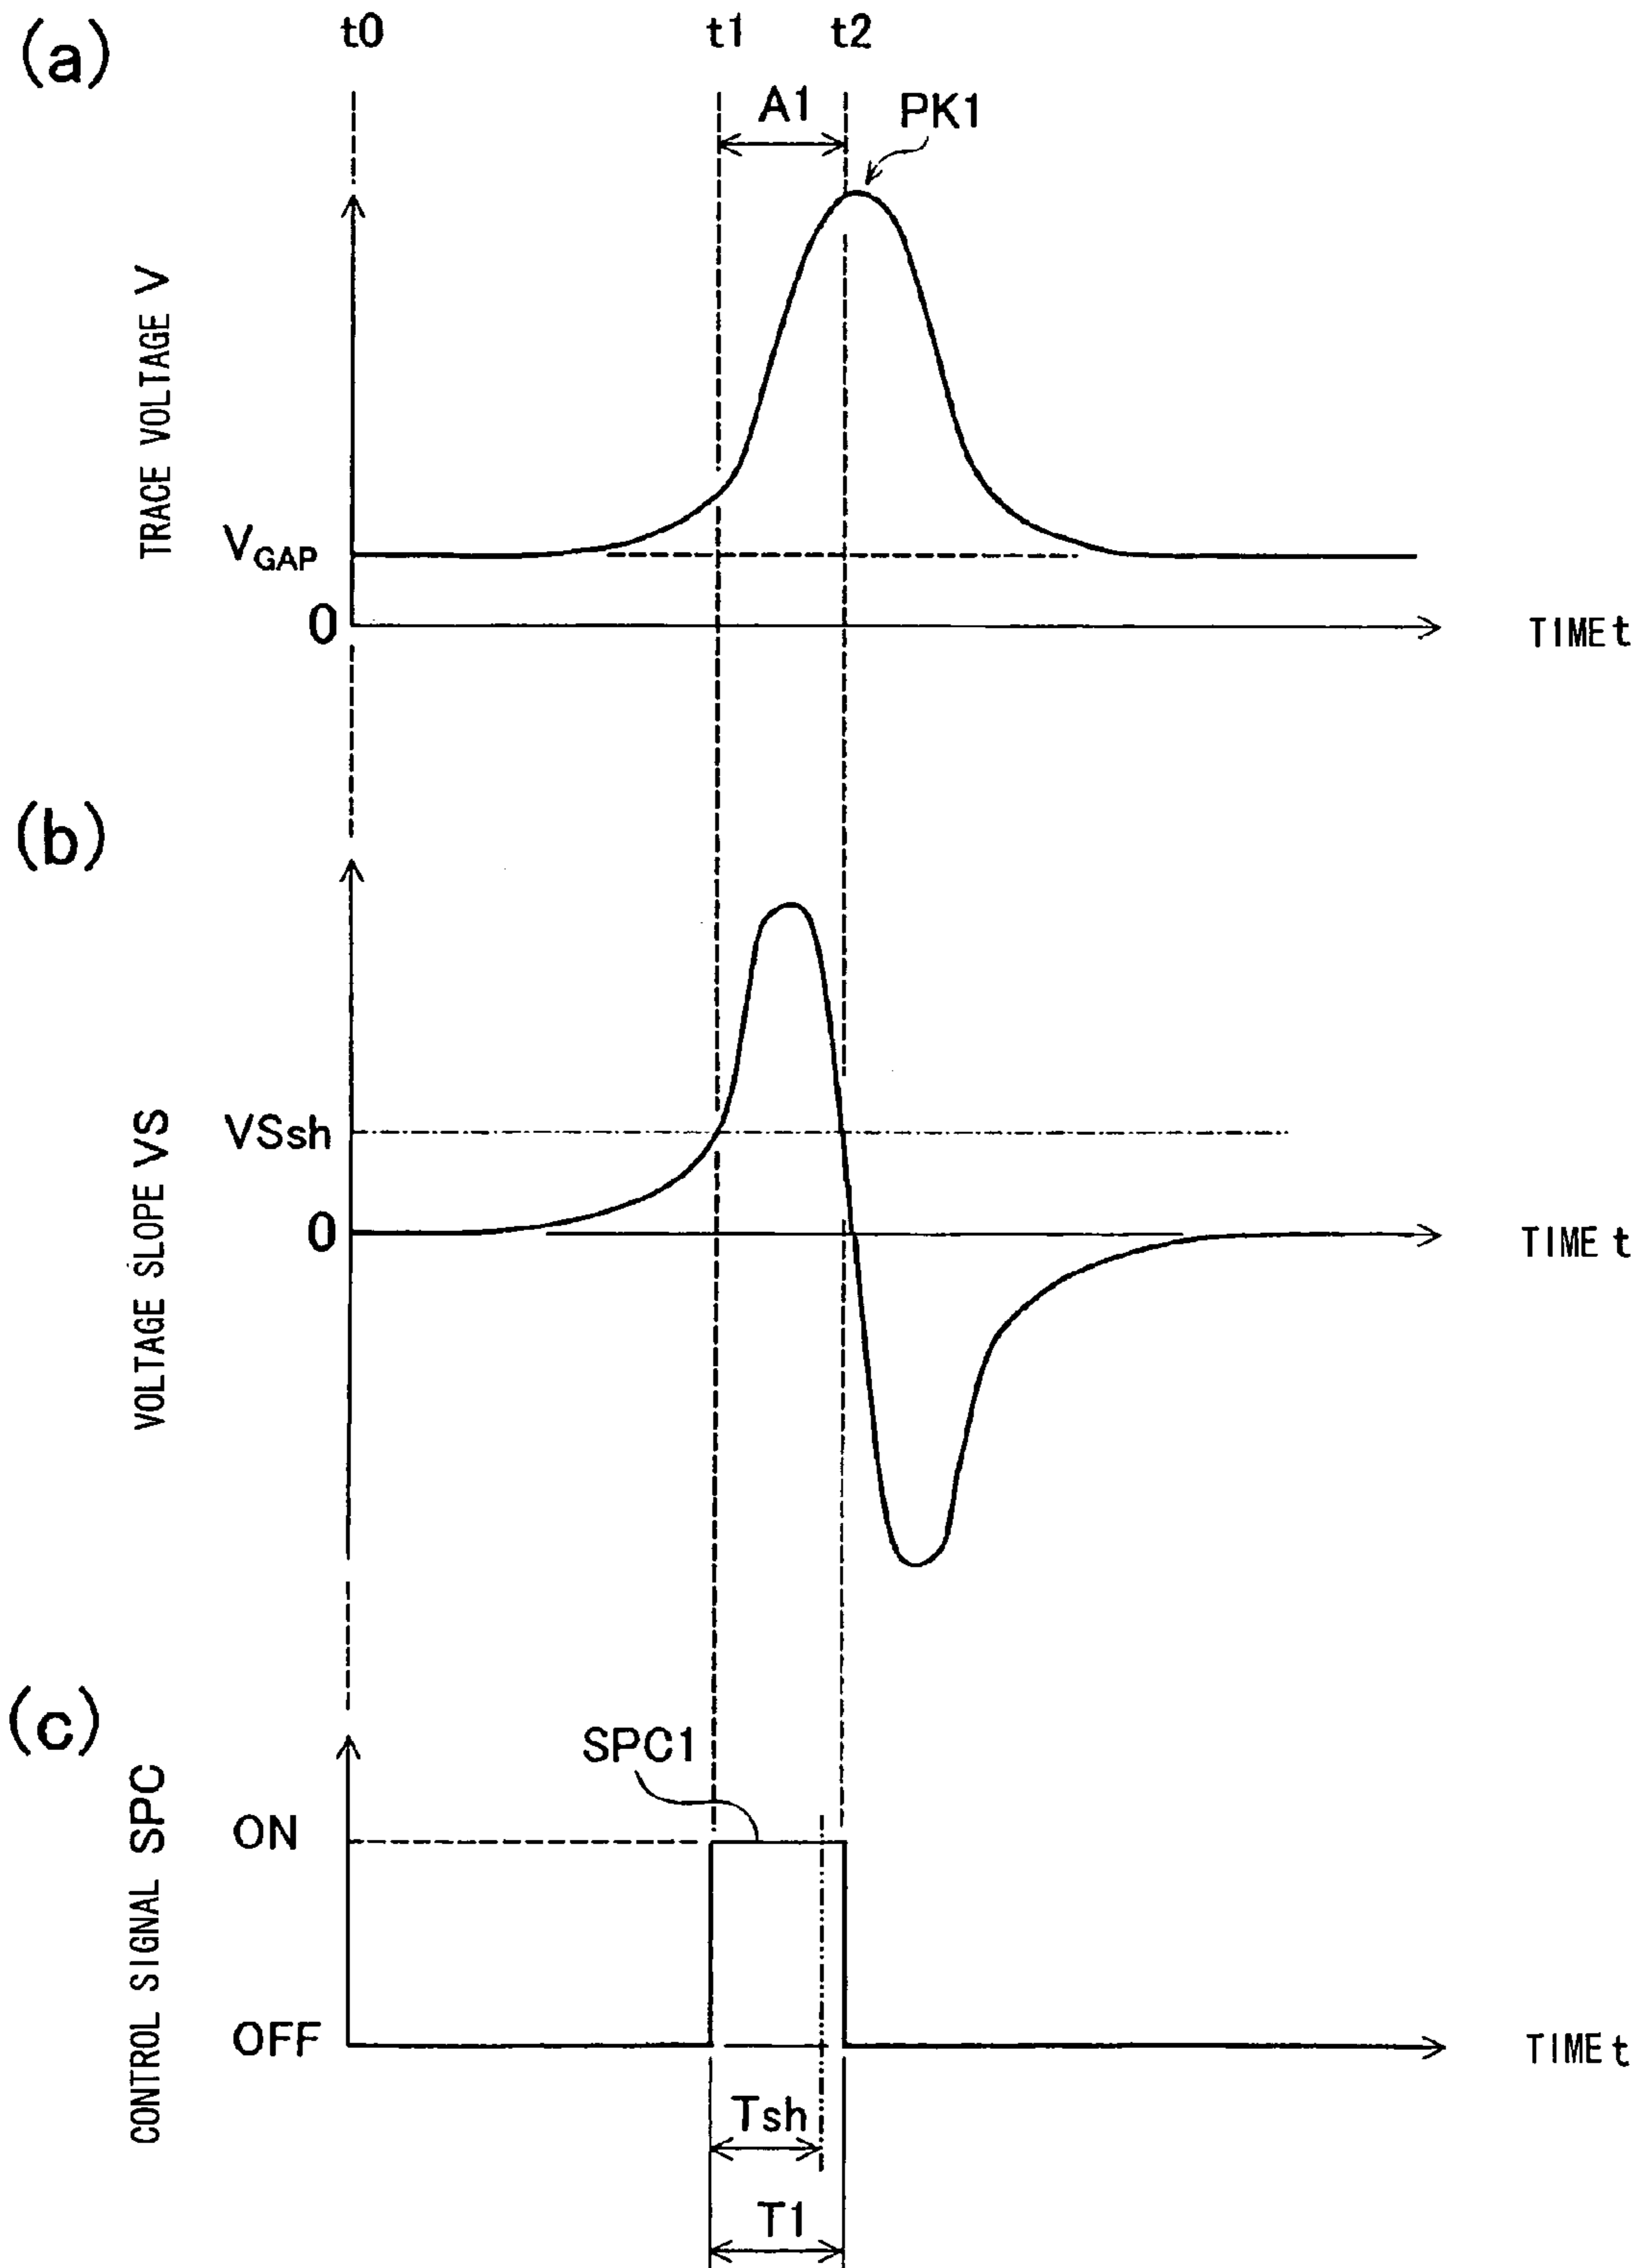 (a)
t0 t1 t2
A1
PK1
TRACE VOLTAGE V
V_GAP
0
TIME t
(b)
VOLTAGE SLOPE VS
VSsh
0
TIME t
(c)
CONTROL SIGNAL SPC
SPC1
ON
OFF
TIME t
Tsh
T1